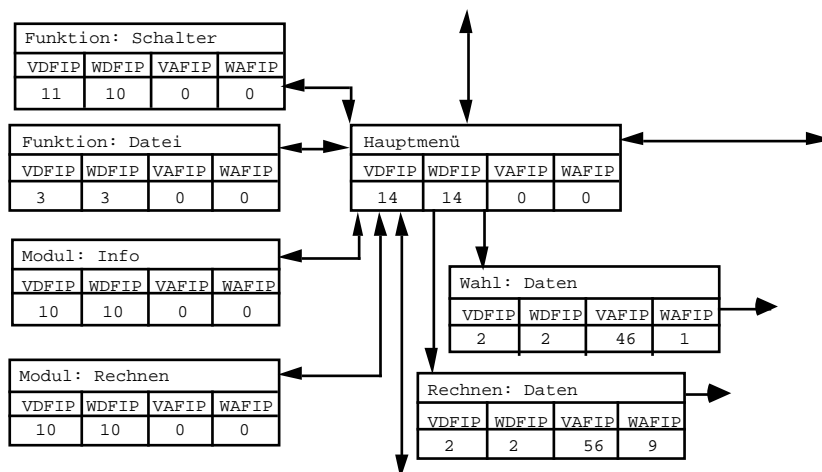 Funktion: Schalter
VDFIP WDFIP VAFIP WAFIP
11 10 0 0
Funktion: Datei
VDFIP WDFIP VAFIP WAFIP
3 3 0 0
Hauptmenü
VDFIP WDFIP VAFIP WAFIP
14 14 0 0
Modul: Info
VDFIP WDFIP VAFIP WAFIP
10 10 0 0
Wahl: Daten
VDFIP WDFIP VAFIP WAFIP
2 2 46 1
Modul: Rechnen
VDFIP WDFIP VAFIP WAFIP
10 10 0 0
Rechnen: Daten
VDFIP WDFIP VAFIP WAFIP
2 2 56 9